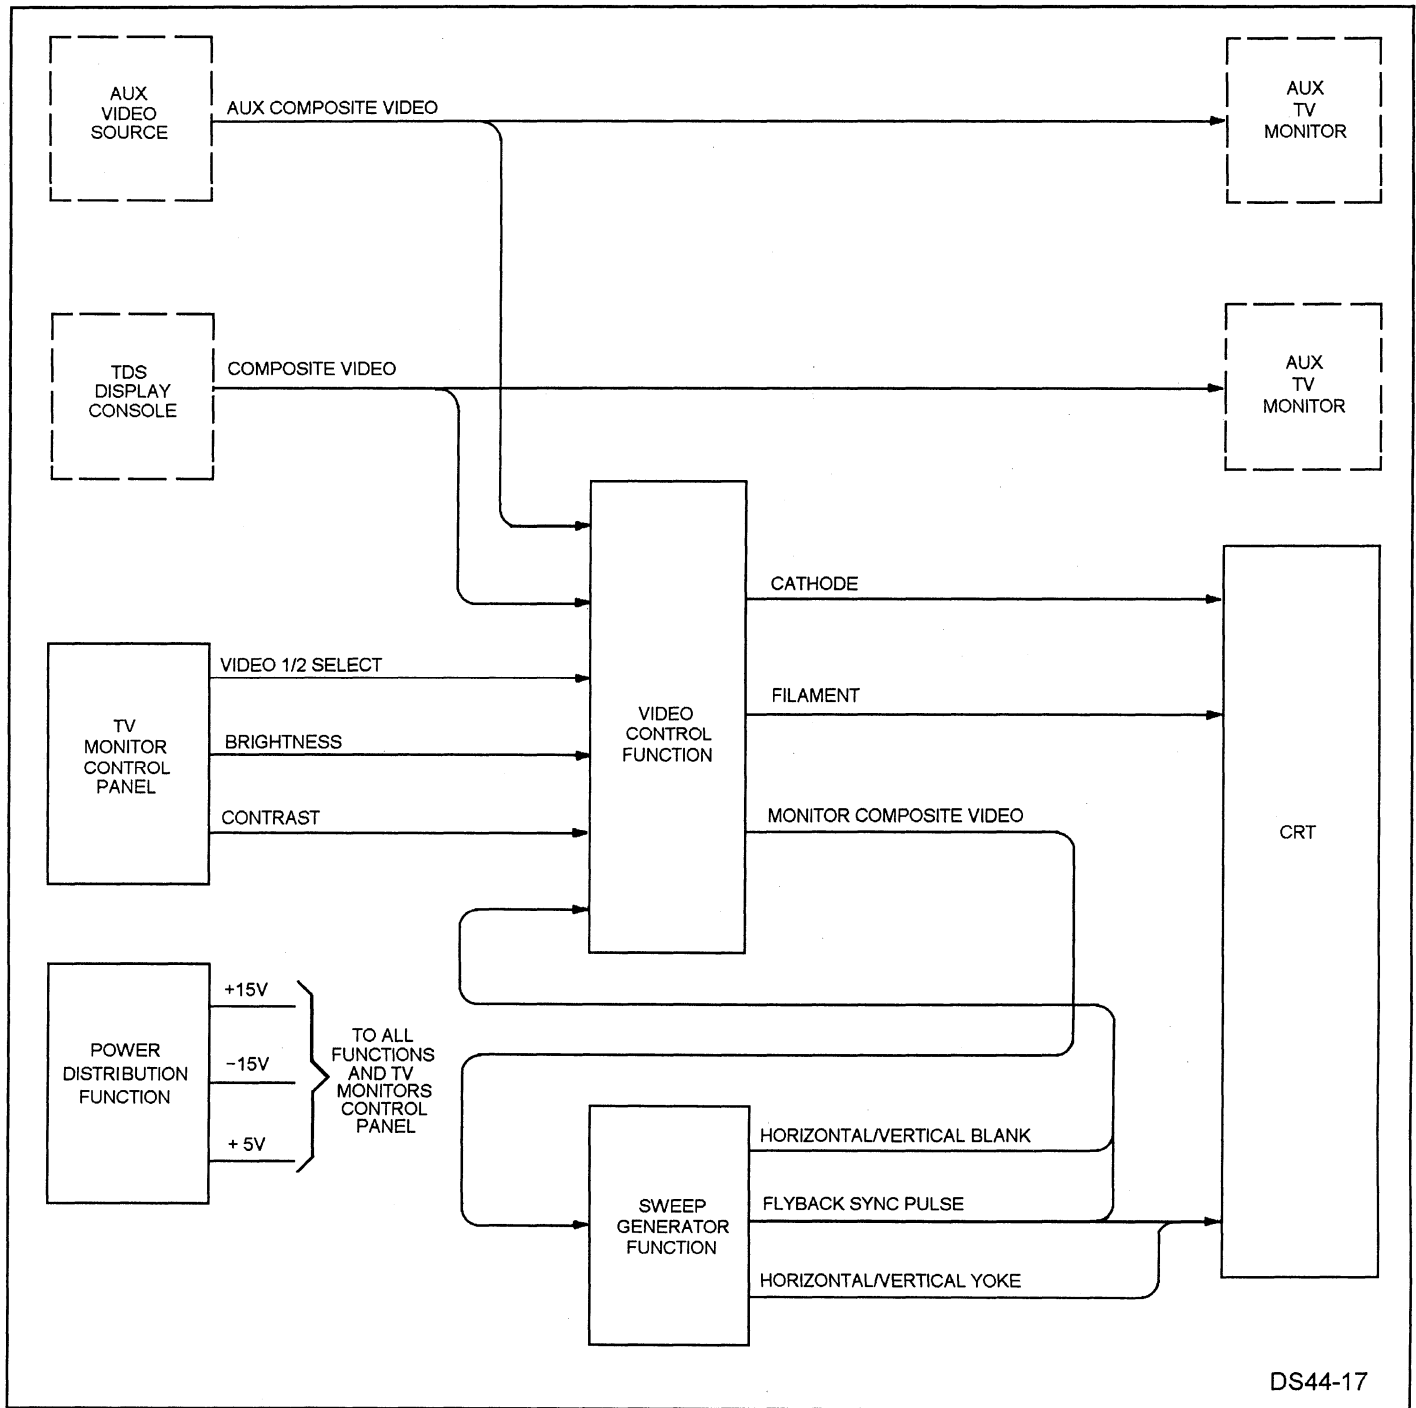 AUX
VIDEO
SOURCE
AUX COMPOSITE VIDEO
AUX
TV
MONITOR
TDS
DISPLAY
CONSOLE
COMPOSITE VIDEO
AUX
TV
MONITOR
TV
MONITOR
CONTROL
PANEL
VIDEO 1/2 SELECT
BRIGHTNESS
CONTRAST
VIDEO
CONTROL
FUNCTION
CATHODE
FILAMENT
MONITOR COMPOSITE VIDEO
CRT
POWER
DISTRIBUTION
FUNCTION
+15V
-15V
+ 5V
TO ALL
FUNCTIONS
AND TV
MONITORS
CONTROL
PANEL
SWEEP
GENERATOR
FUNCTION
HORIZONTAL/VERTICAL BLANK
FLYBACK SYNC PULSE
HORIZONTAL/VERTICAL YOKE
DS44-17